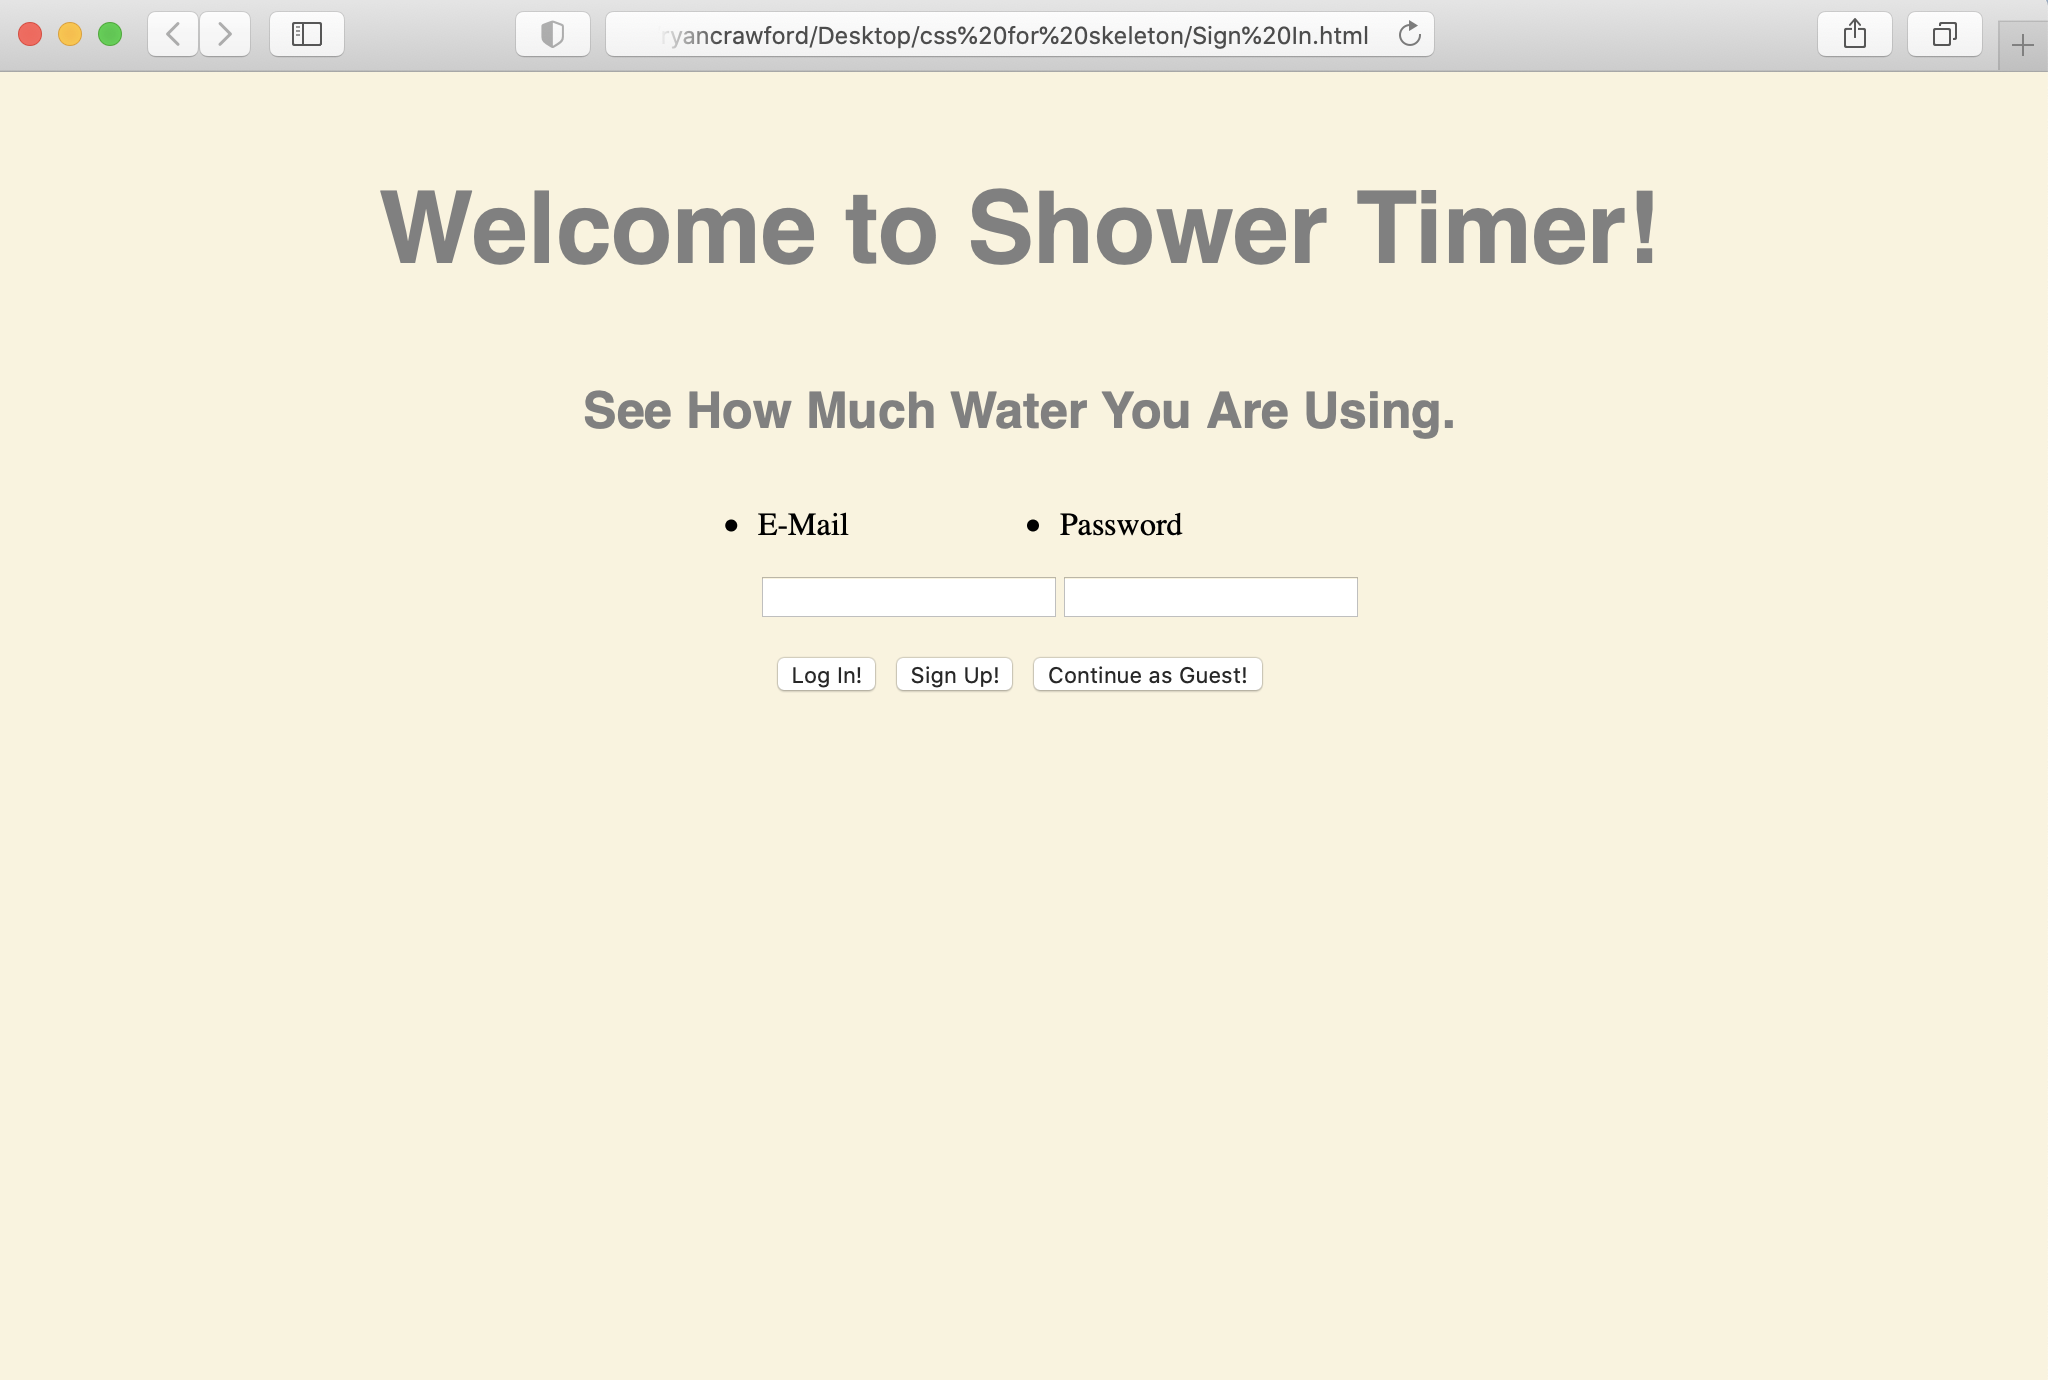 ryancrawford/Desktop/css%20for%20skeleton/Sign%20In.html
Welcome to Shower Timer!
See How Much Water You Are Using.
• E-Mail • Password
Log In! Sign Up! Continue as Guest!